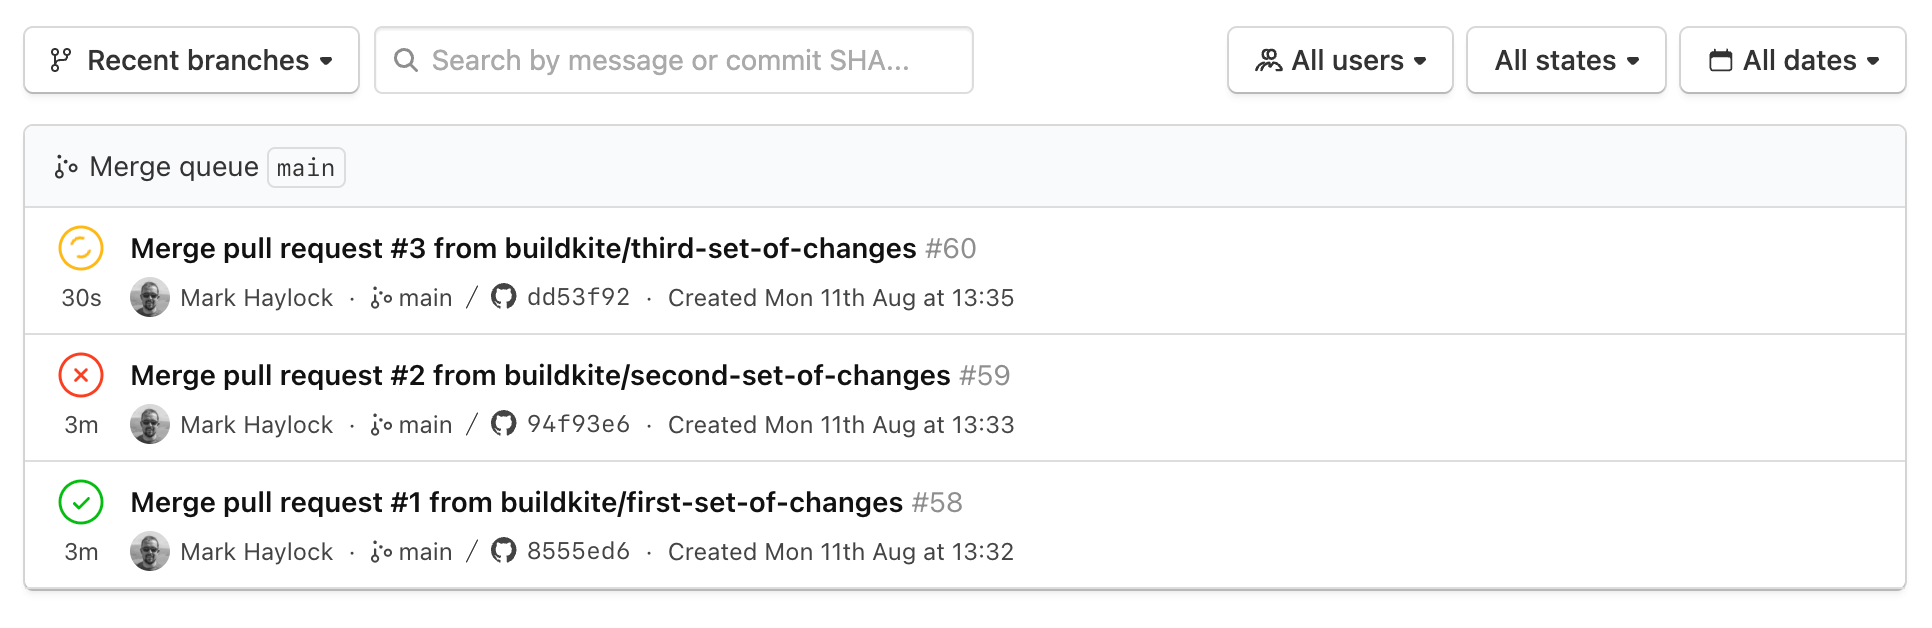 Recent branches Search by message or commit SHA... All users All states All dates
Merge queue main
Merge pull request #3 from buildkite/third-set-of-changes #60
30s Mark Haylock · main / dd53f92 · Created Mon 11th Aug at 13:35
Merge pull request #2 from buildkite/second-set-of-changes #59
3m Mark Haylock · main / 94f93e6 · Created Mon 11th Aug at 13:33
Merge pull request #1 from buildkite/first-set-of-changes #58
3m Mark Haylock · main / 8555ed6 · Created Mon 11th Aug at 13:32